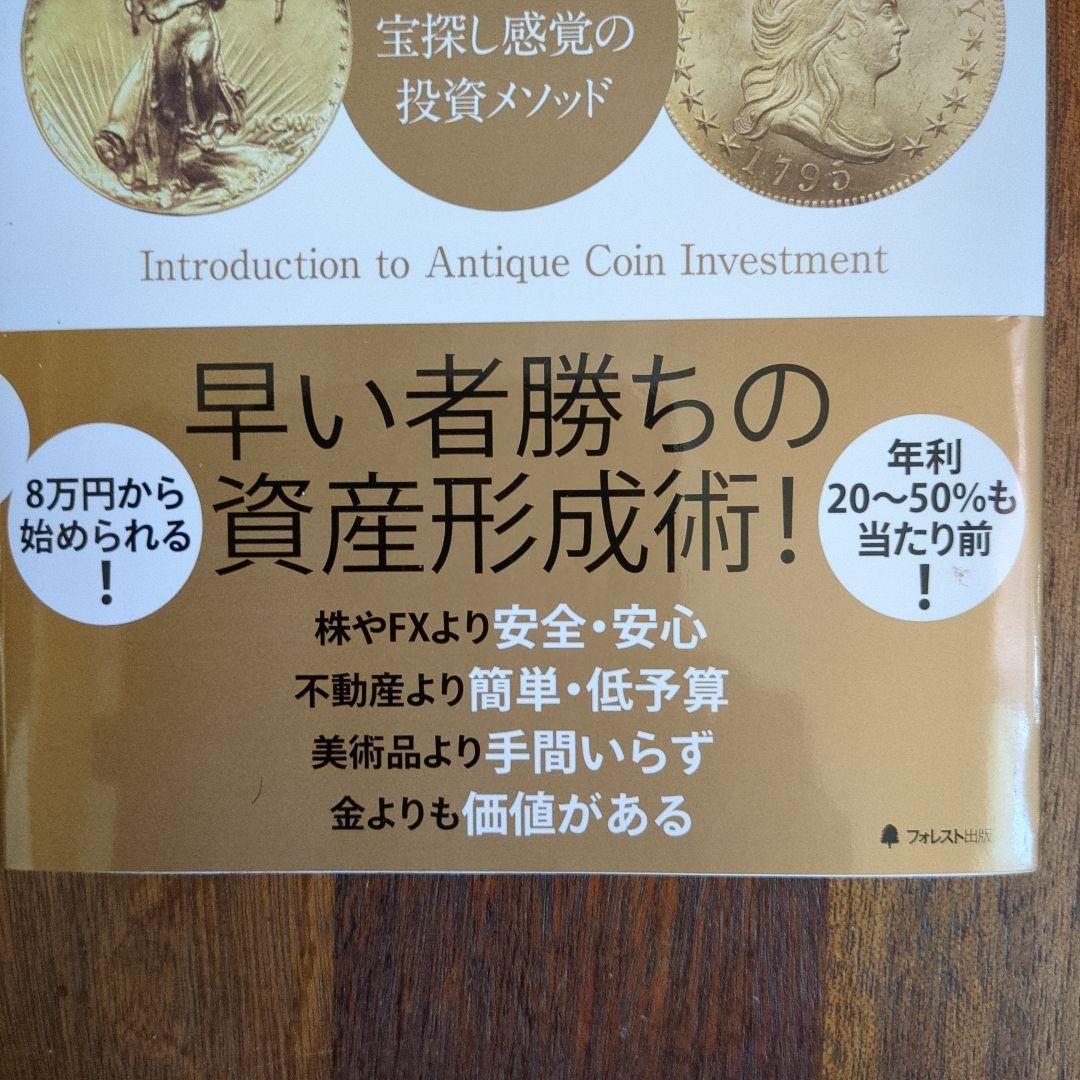 宝探し感覚の
投資メソッド
1795
Introduction to Antique Coin Investment
早い者勝ちの
資産形成術!
8万円から
始められる
!
年利
20〜50%も
当たり前
!
株やFXより安全・安心
不動産より簡単・低予算
美術品より手間いらず
金よりも価値がある
フォレスト出版